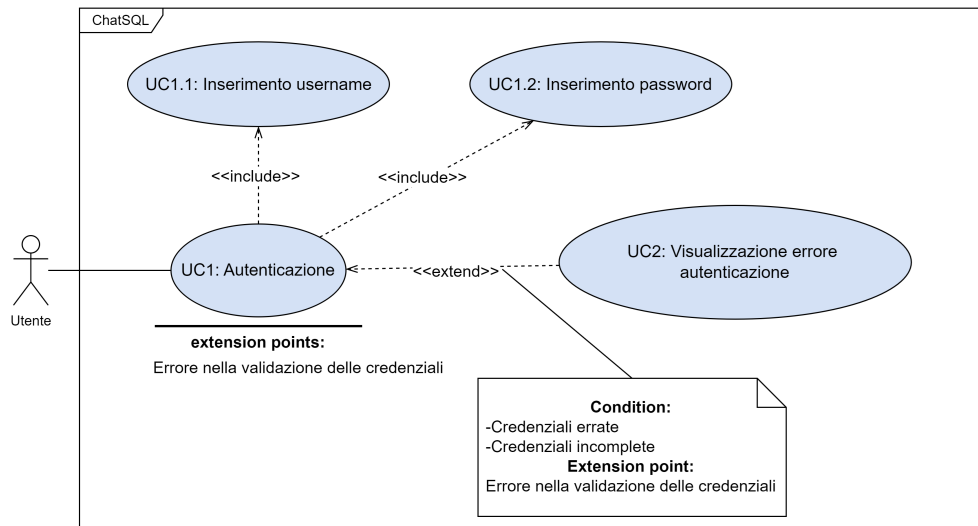 ChatSQL
UC1.1: Inserimento username
UC1.2: Inserimento password
<<include>>
<<include>>
UC2: Visualizzazione errore
autenticazione
UC1: Autenticazione
<<extend>>
Utente
extension points:
Errore nella validazione delle credenziali
Condition:
-Credenziali errate
-Credenziali incomplete
Extension point:
Errore nella validazione delle credenziali